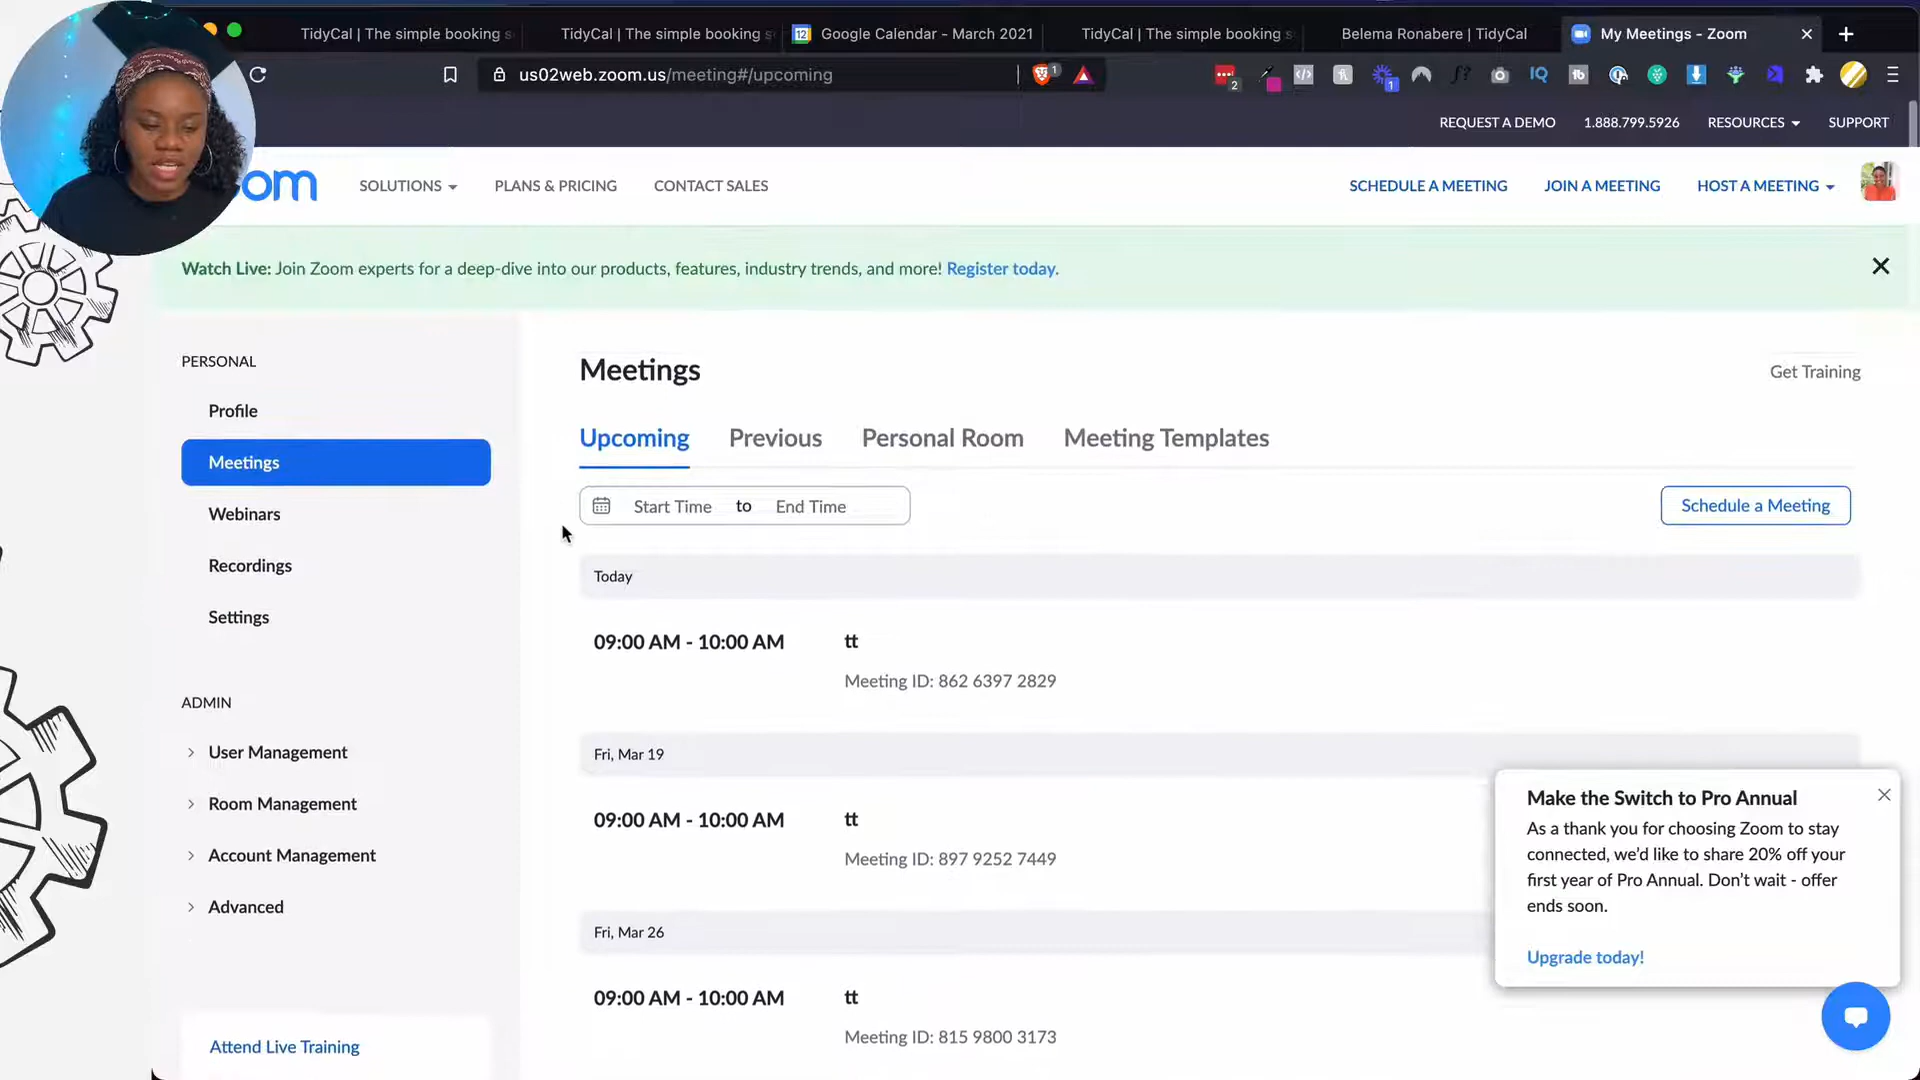 TidyCal | The simple booking s
TidyCal | The simple booking s
12
Google Calendar - March 2021
TidyCal | The simple booking s
Belema Ronabere | TidyCal
My Meetings - Zoom
us02web.zoom.us/meeting#/upcoming
1
2
</>
f?
1
IQ
tb
REQUEST A DEMO
1.888.799.5926
RESOURCES
SUPPORT
om
SOLUTIONS
PLANS & PRICING
CONTACT SALES
SCHEDULE A MEETING
JOIN A MEETING
HOST A MEETING
Watch Live: Join Zoom experts for a deep-dive into our products, features, industry trends, and more! Register today.
PERSONAL
Profile
Meetings
Webinars
Recordings
Settings
ADMIN
User Management
Room Management
Account Management
Advanced
Attend Live Training
Meetings
Get Training
Upcoming
Previous
Personal Room
Meeting Templates
Start Time to End Time
Schedule a Meeting
Today
09:00 AM - 10:00 AM
tt
Meeting ID: 862 6397 2829
Fri, Mar 19
09:00 AM - 10:00 AM
tt
Meeting ID: 897 9252 7449
Fri, Mar 26
09:00 AM - 10:00 AM
tt
Meeting ID: 815 9800 3173
Make the Switch to Pro Annual
As a thank you for choosing Zoom to stay
connected, we'd like to share 20% off your
first year of Pro Annual. Don't wait - offer
ends soon.
Upgrade today!